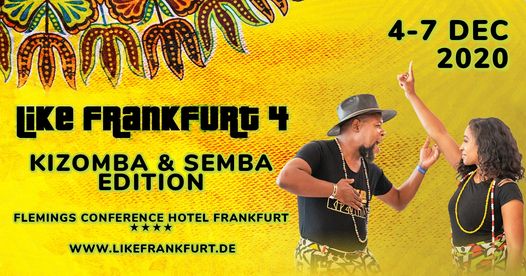 4-7 DEC
2020
LIKE FRANKFURT 4
KIZOMBA & SEMBA
EDITION
FLEMINGS CONFERENCE HOTEL FRANKFURT
★★★★
WWW.LIKEFRANKFURT.DE